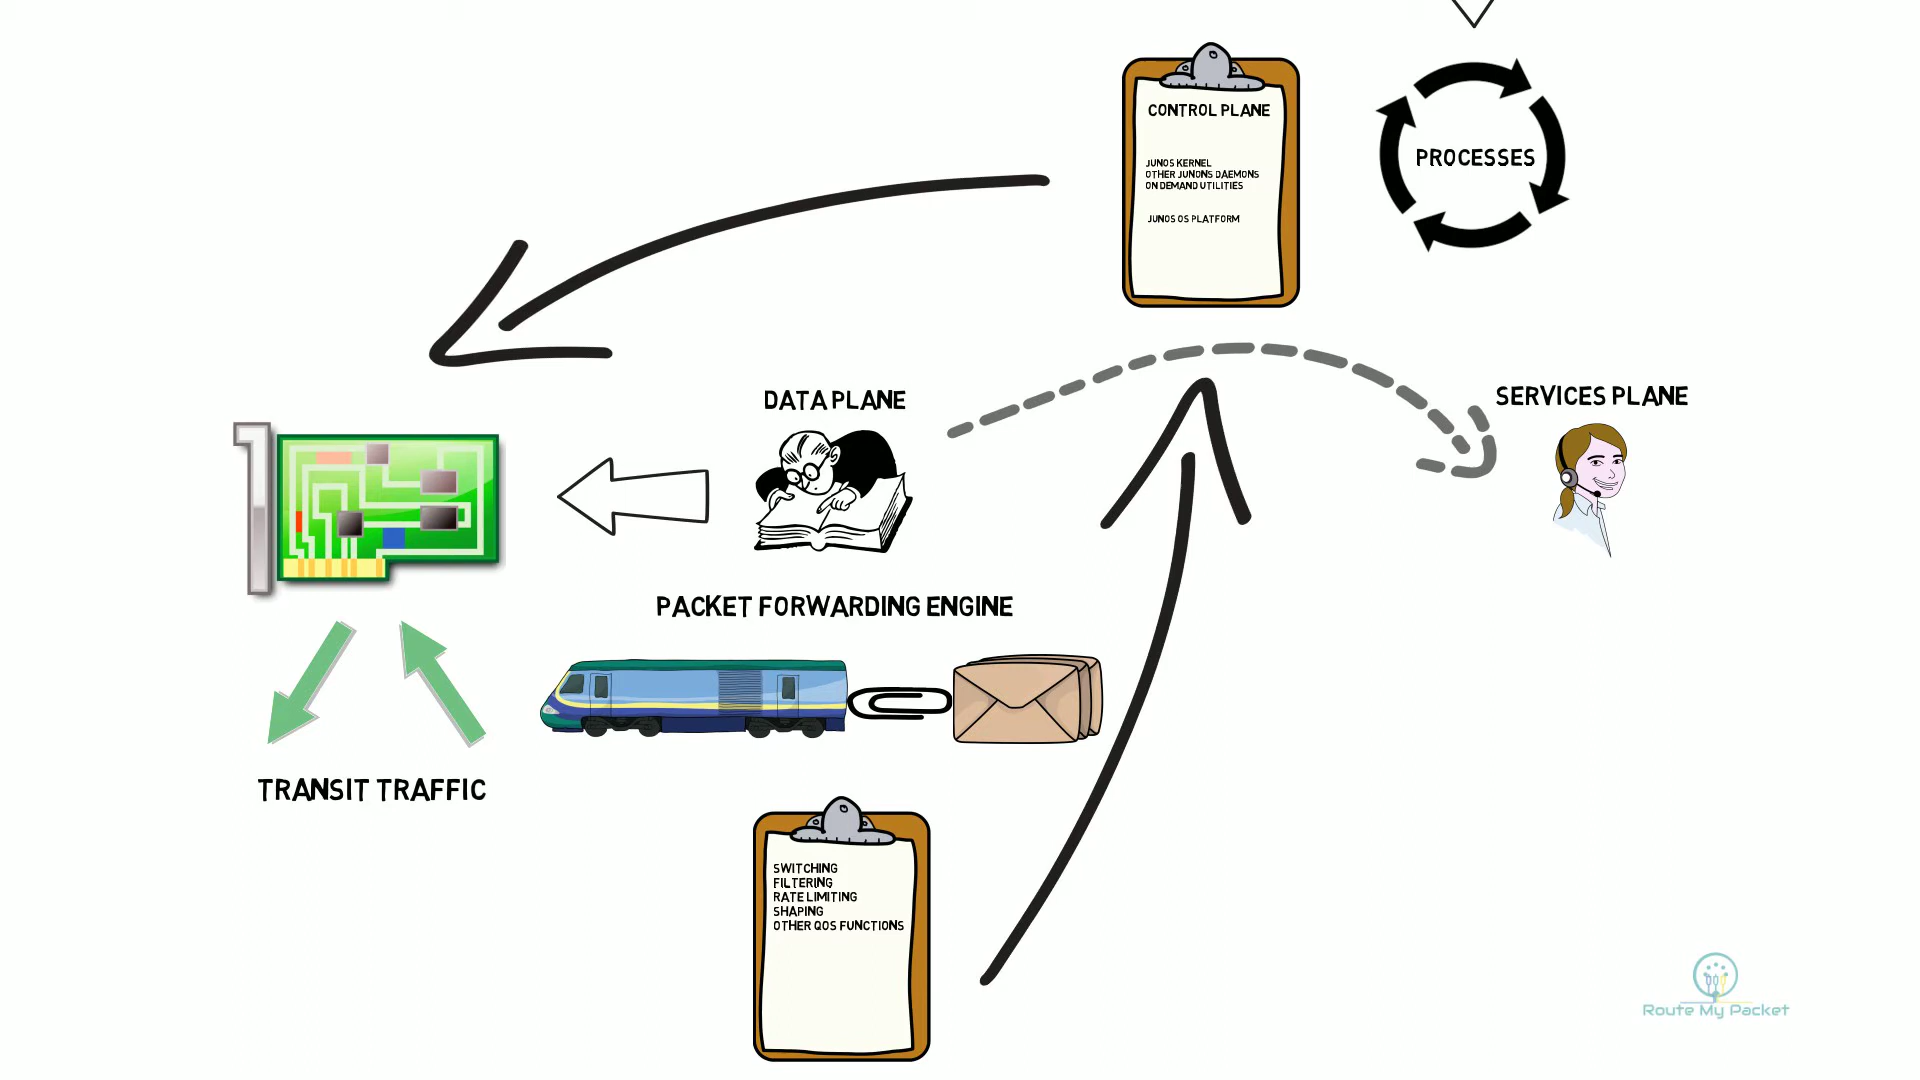 CONTROL PLANE
JUNOS KERNEL
OTHER JUNONS DAEMONS
ON DEMAND UTILITIES
JUNOS OS PLATFORM
PROCESSES
DATA PLANE
SERVICES PLANE
PACKET FORWARDING ENGINE
TRANSIT TRAFFIC
SWITCHING
FILTERING
RATE LIMITING
SHAPING
OTHER QOS FUNCTIONS
Route My Packet